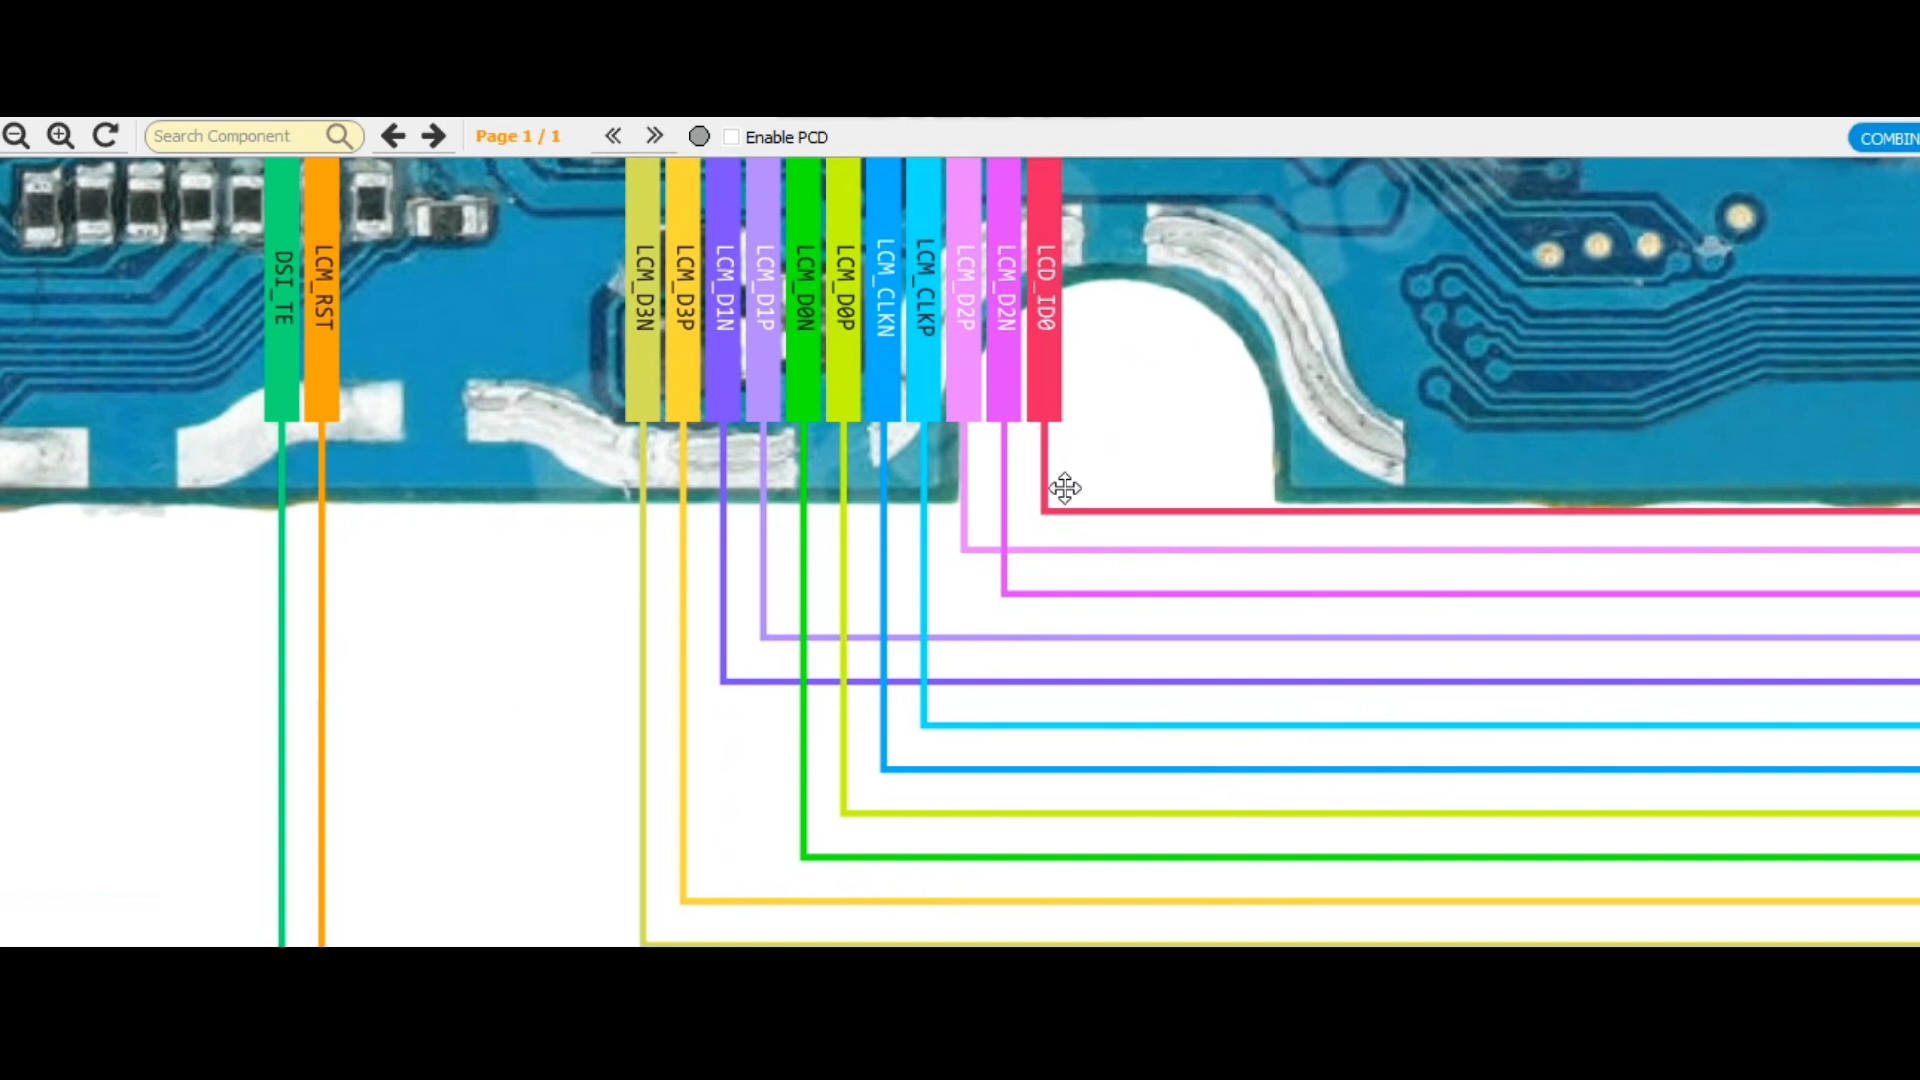 Search Component
Page 1 / 1
Enable PCD
COMBIN
DSI_TE
LCM_RST
LCM_D3N
LCM_D3P
LCM_D1N
LCM_D1P
LCM_D0N
LCM_D0P
LCM_CLKN
LCM_CLKP
LCM_D2P
LCM_D2N
LCD_ID0